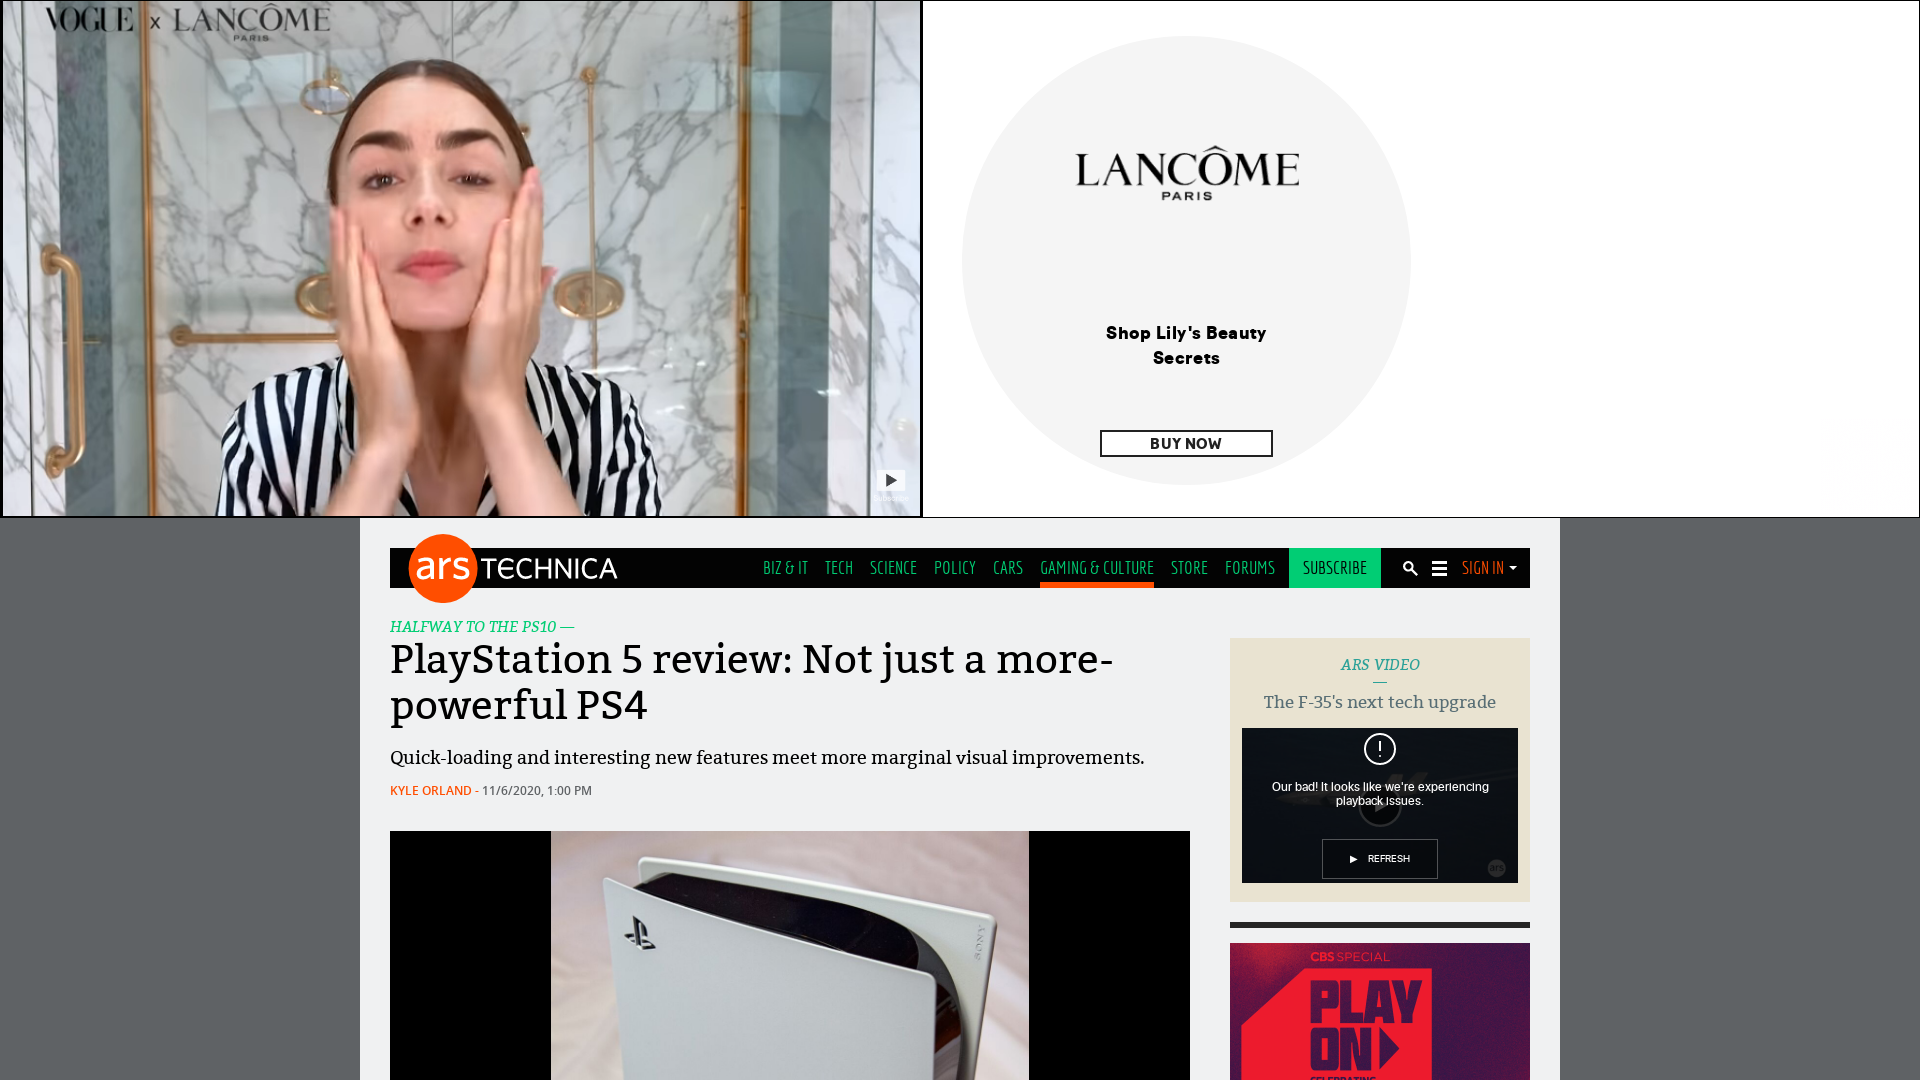 VOGUE x LANCÔME
PARIS
LANCÔME
PARIS
Shop Lily's Beauty
Secrets
BUY NOW
ars TECHNICA
BIZ & IT TECH SCIENCE POLICY CARS GAMING & CULTURE STORE FORUMS SUBSCRIBE SIGN IN
HALFWAY TO THE PS10 —
PlayStation 5 review: Not just a more-
powerful PS4
Quick-loading and interesting new features meet more marginal visual improvements.
KYLE ORLAND - 11/6/2020, 1:00 PM
SONY
ARS VIDEO
The F-35's next tech upgrade
Our bad! It looks like we're experiencing
playback issues.
REFRESH
ars
CBS SPECIAL
PLAY
ON
CELEBRATING